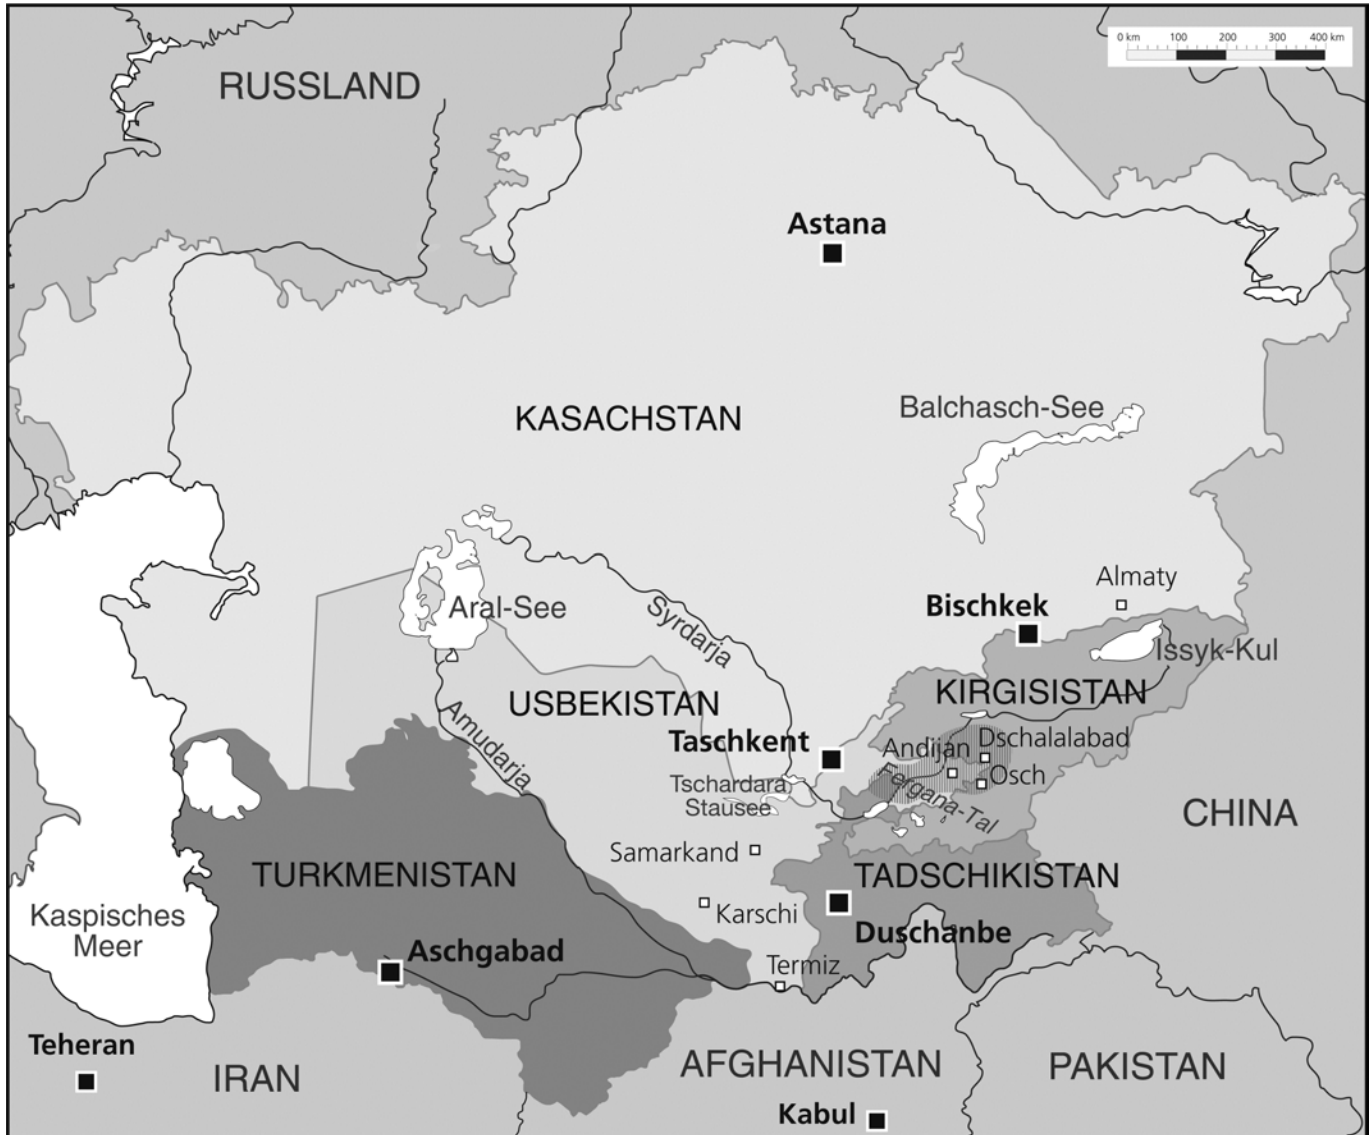 0 km 100 200 300 400 km
RUSSLAND
Astana
KASACHSTAN
Balchasch-See
Almaty
Bischkek
Aral-See
Syrdarja
Issyk-Kul
KIRGISISTAN
USBEKISTAN
Amudarja
Taschkent
Andijan
Dschalalabad
Osch
Fergana-Tal
Tschardara
Stausee
CHINA
Samarkand
TURKMENISTAN
TADSCHIKISTAN
Kaspisches
Meer
Karschi
Duschanbe
Aschgabad
Termiz
Teheran
IRAN
AFGHANISTAN
PAKISTAN
Kabul